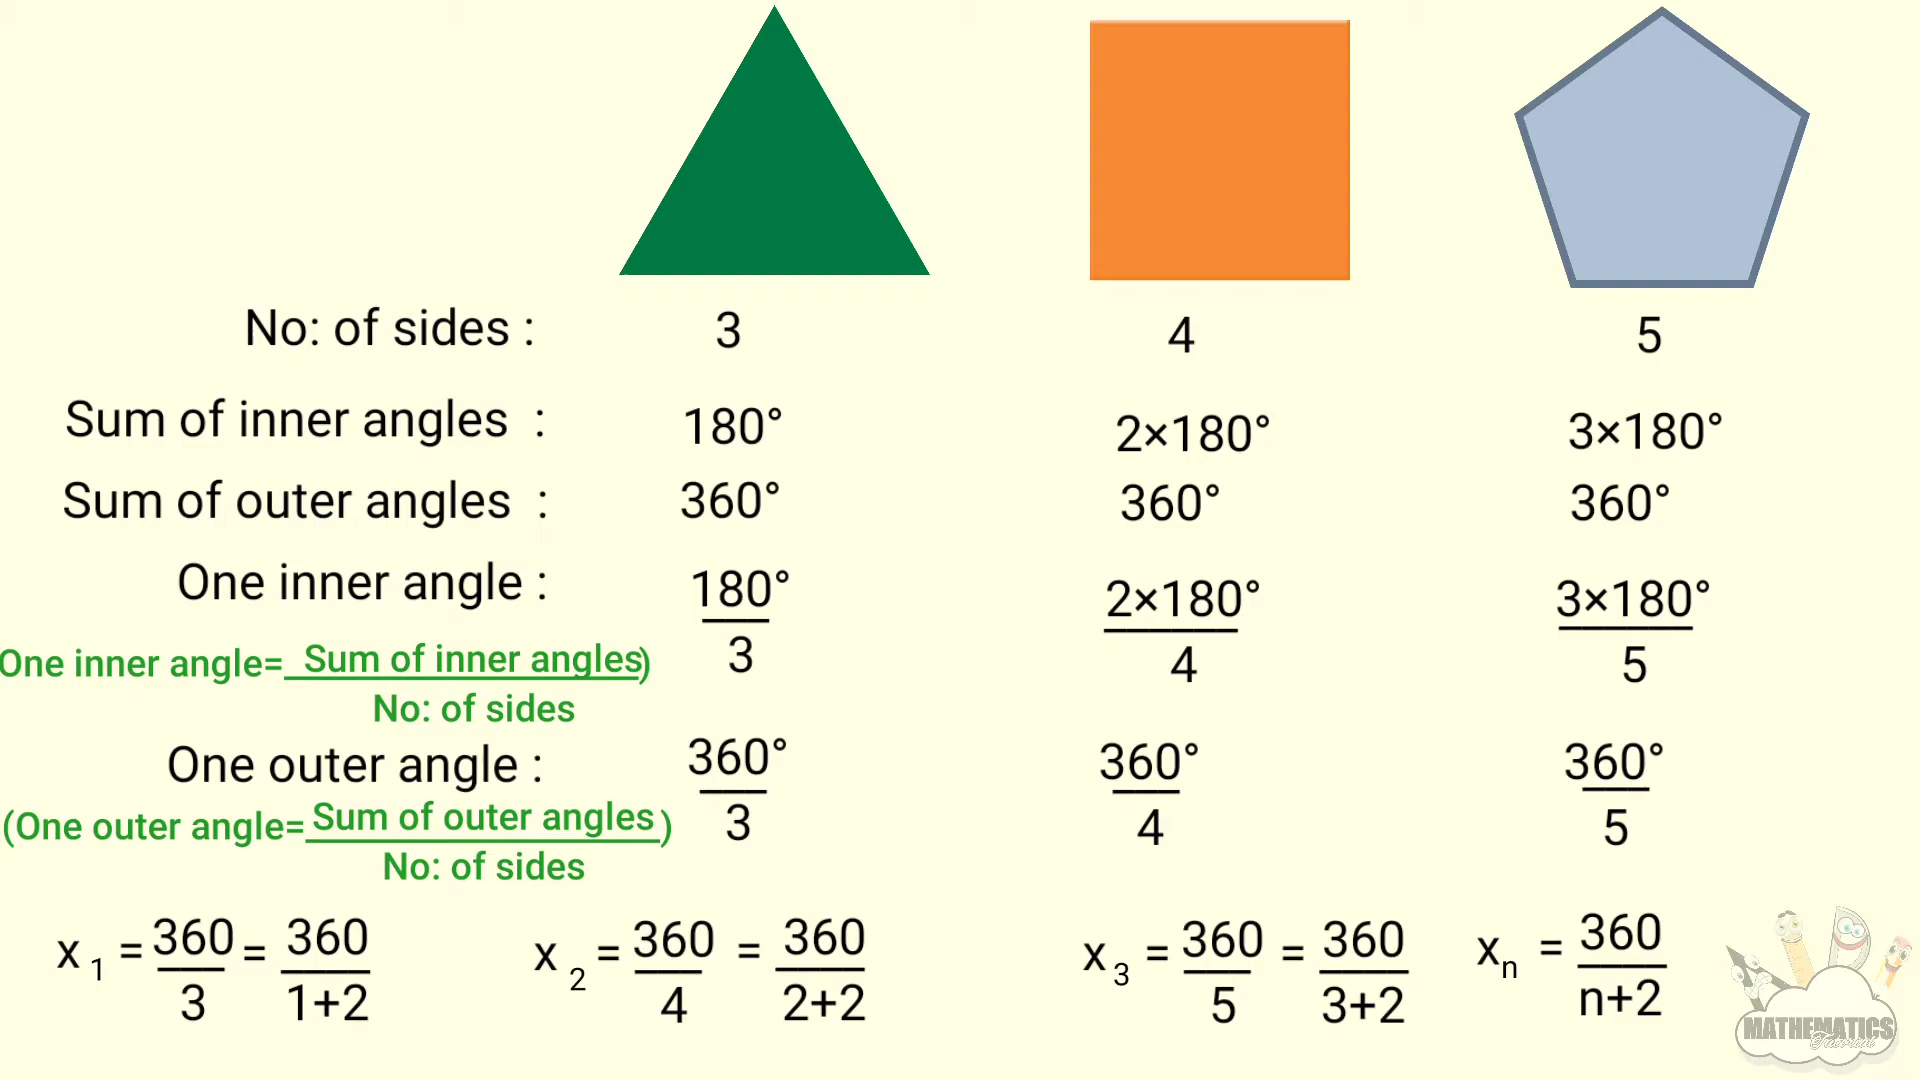 No: of sides : 3 4 5
Sum of inner angles : 180° 2×180° 3×180°
Sum of outer angles : 360° 360° 360°
One inner angle : 180° 2×180° 3×180°
3 4 5
One inner angle= Sum of inner angles)
No: of sides
One outer angle : 360° 360° 360°
3 4 5
(One outer angle= Sum of outer angles )
No: of sides
x 1 = 360 = 360 x 2 = 360 = 360 x 3 = 360 = 360 xn = 360
3 1+2 4 2+2 5 3+2 n+2
MATHEMATICS